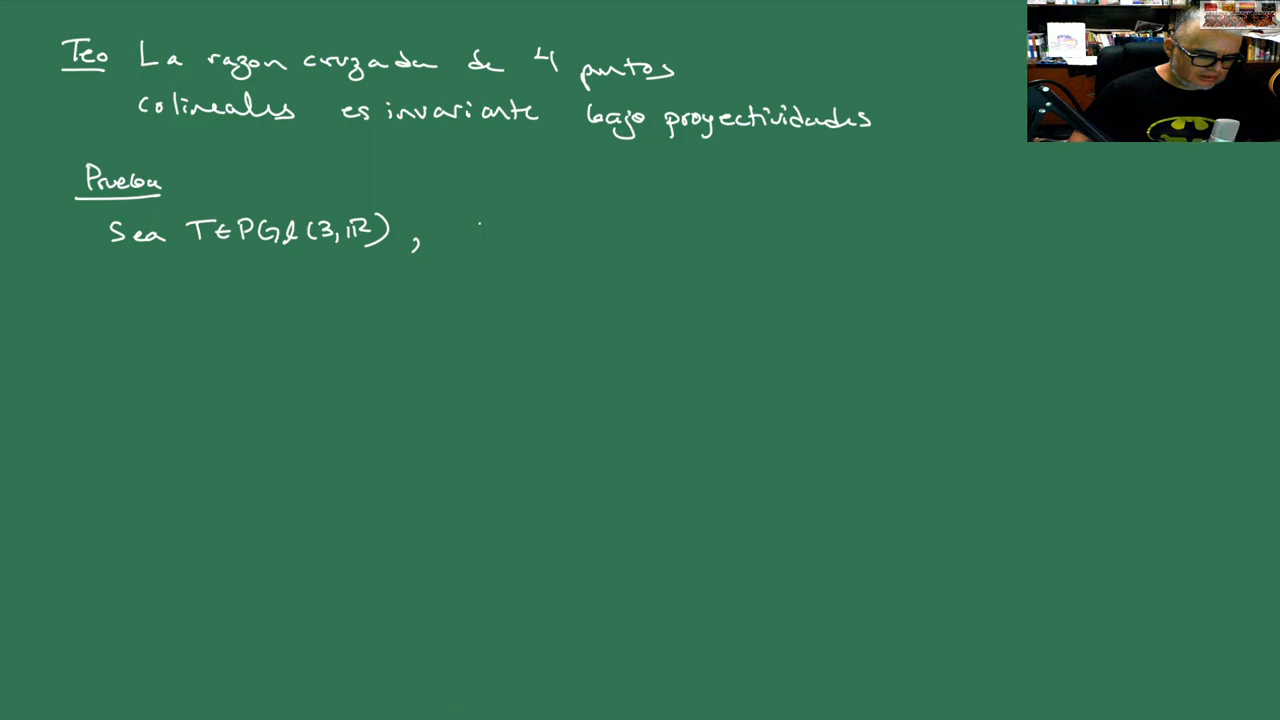 Teo La razon cruzada de 4 puntos
colineales es invariante bajo proyectividades
Prueba
Sea T∈PGl(3,ℝ),